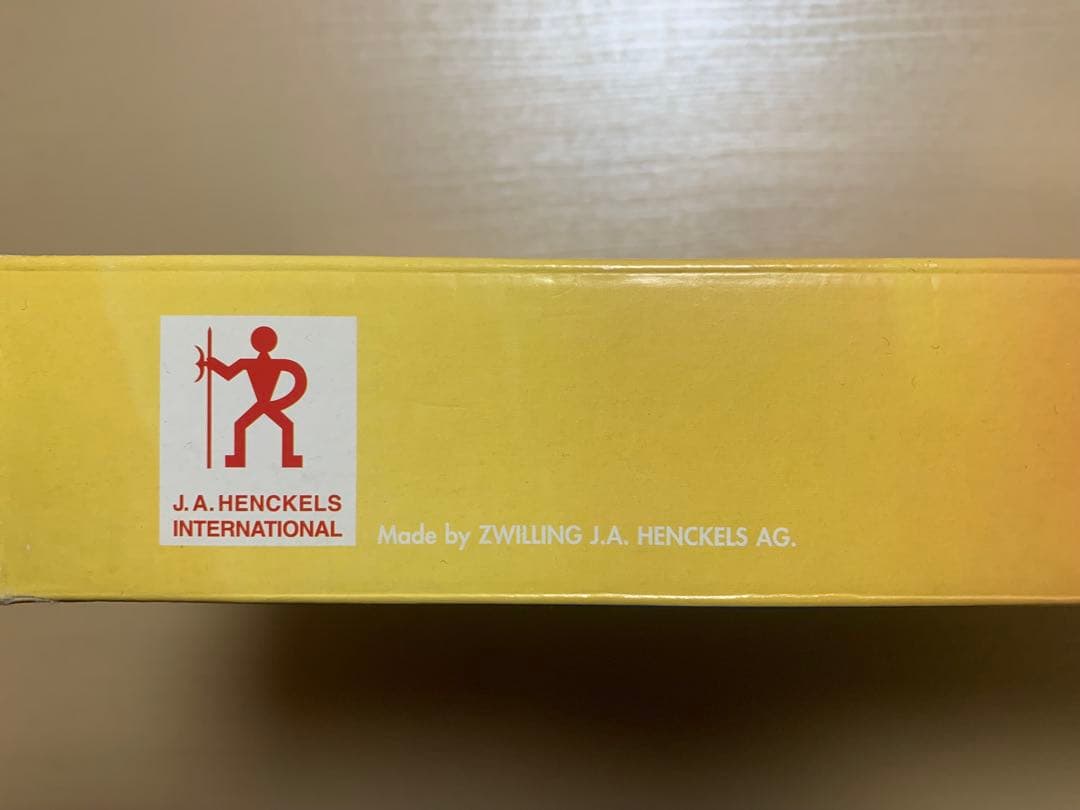 J.A. HENCKELS
INTERNATIONAL
Made by ZWILLING J.A. HENCKELS AG.